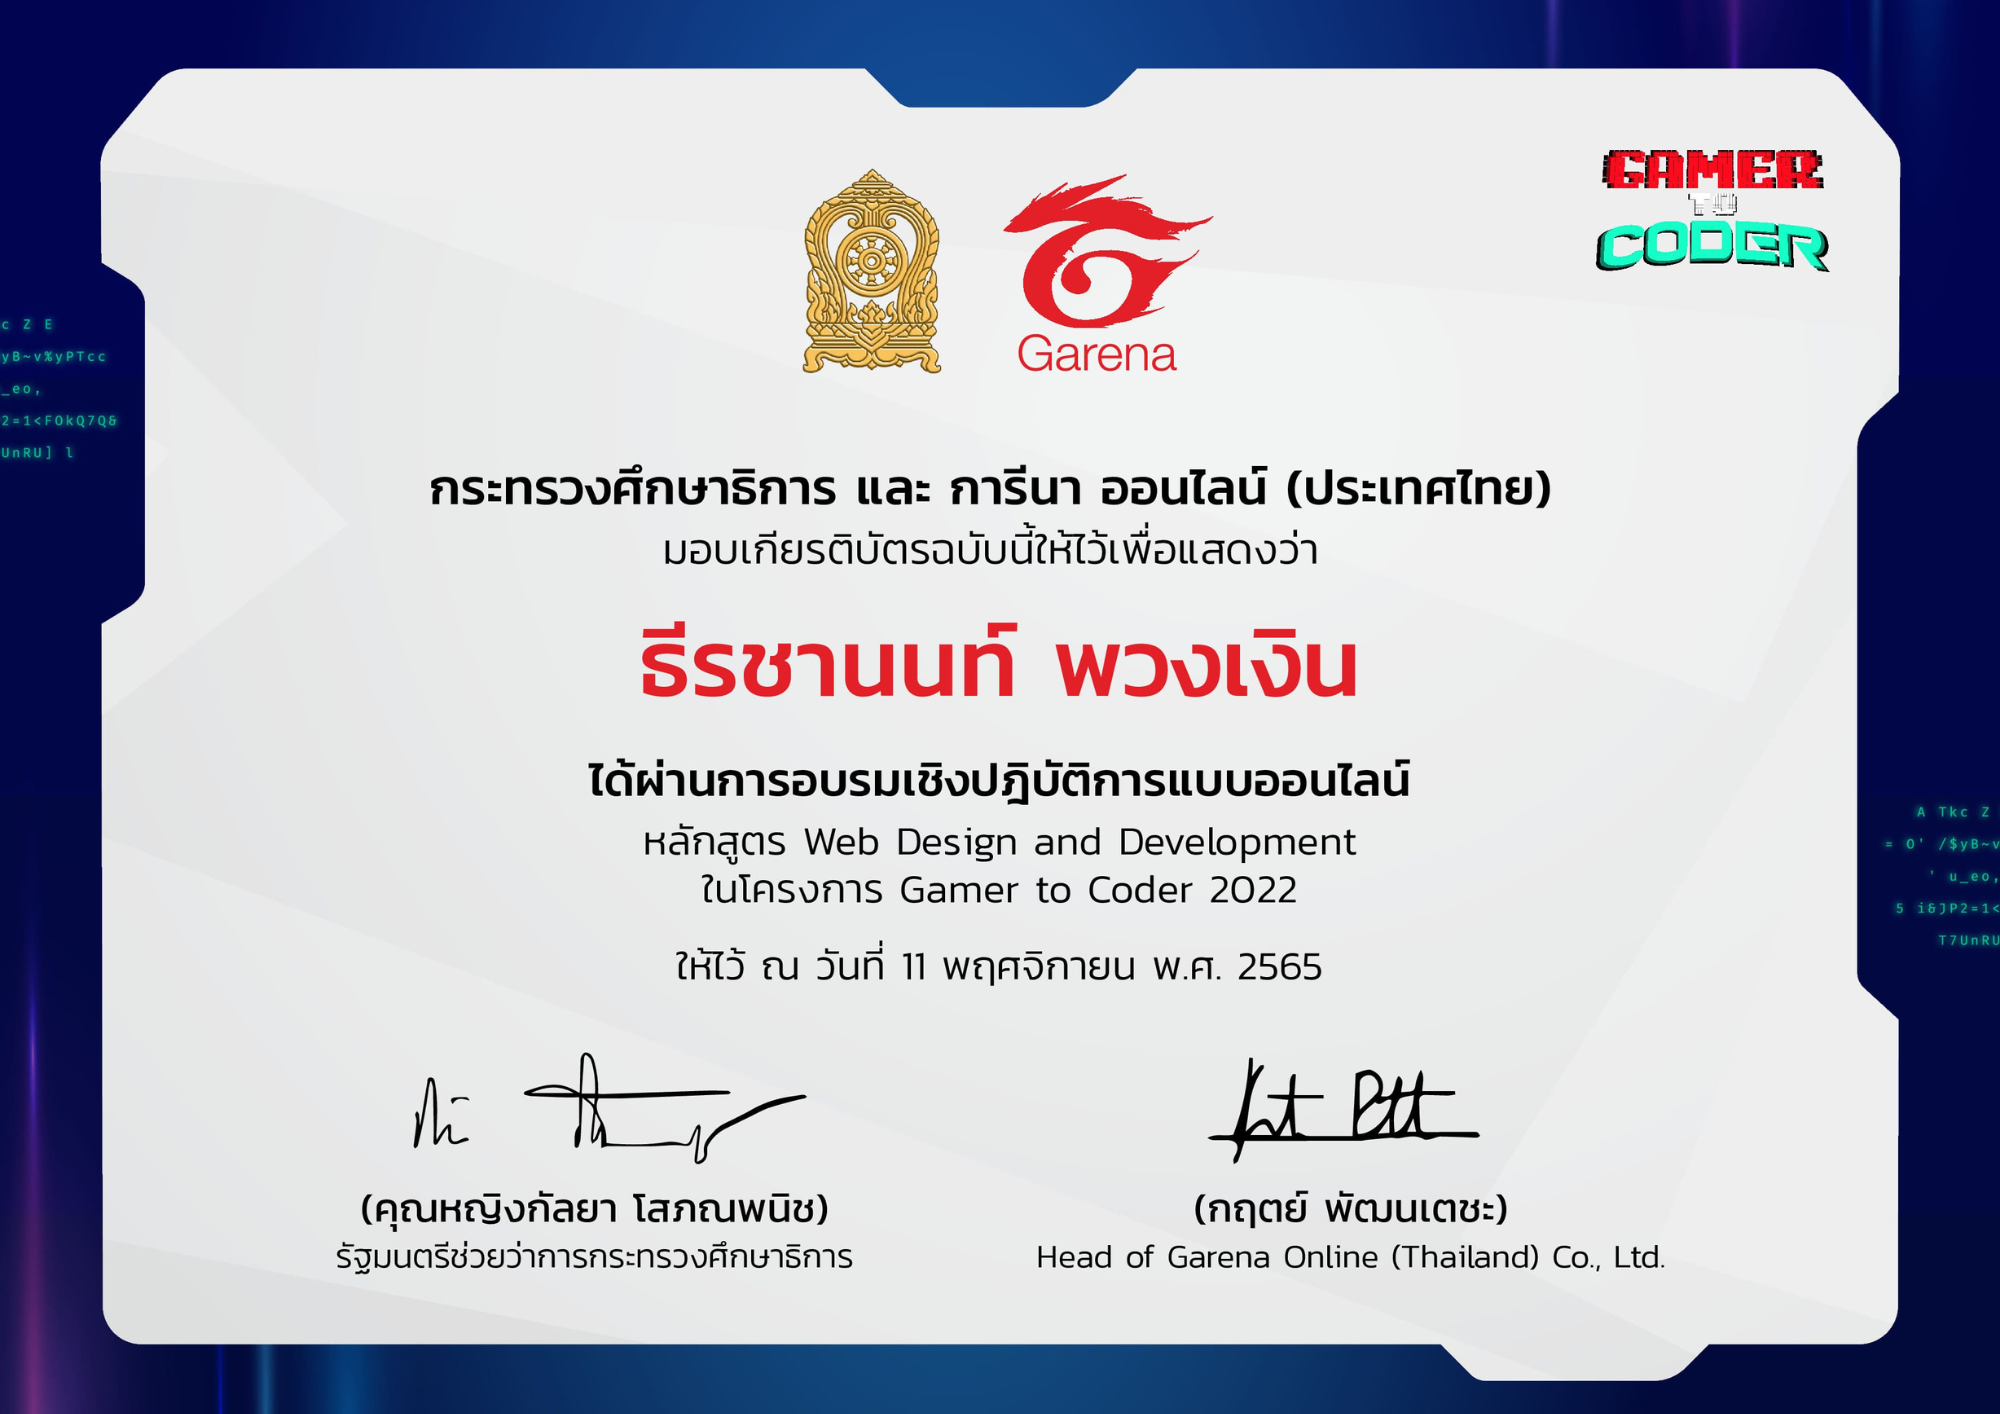 GAMER
TO
CODER
Garena
c Z E
yB~v%yPTcc
_eo,
2=1<FOkQ7Q&
UnRU] l
กระทรวงศึกษาธิการ และ การีนา ออนไลน์ (ประเทศไทย)
มอบเกียรติบัตรฉบับนี้ให้ไว้เพื่อแสดงว่า
ธีรชานนท์ พวงเงิน
ได้ผ่านการอบรมเชิงปฎิบัติการแบบออนไลน์
หลักสูตร Web Design and Development
ในโครงการ Gamer to Coder 2022
ให้ไว้ ณ วันที่ 11 พฤศจิกายน พ.ศ. 2565
A Tkc Z
= O' /$yB~v
' u_eo,
5 i&JP2=1<
T7UnRU
(คุณหญิงกัลยา โสภณพนิช)
รัฐมนตรีช่วยว่าการกระทรวงศึกษาธิการ
(กฤตย์ พัฒนเตชะ)
Head of Garena Online (Thailand) Co., Ltd.